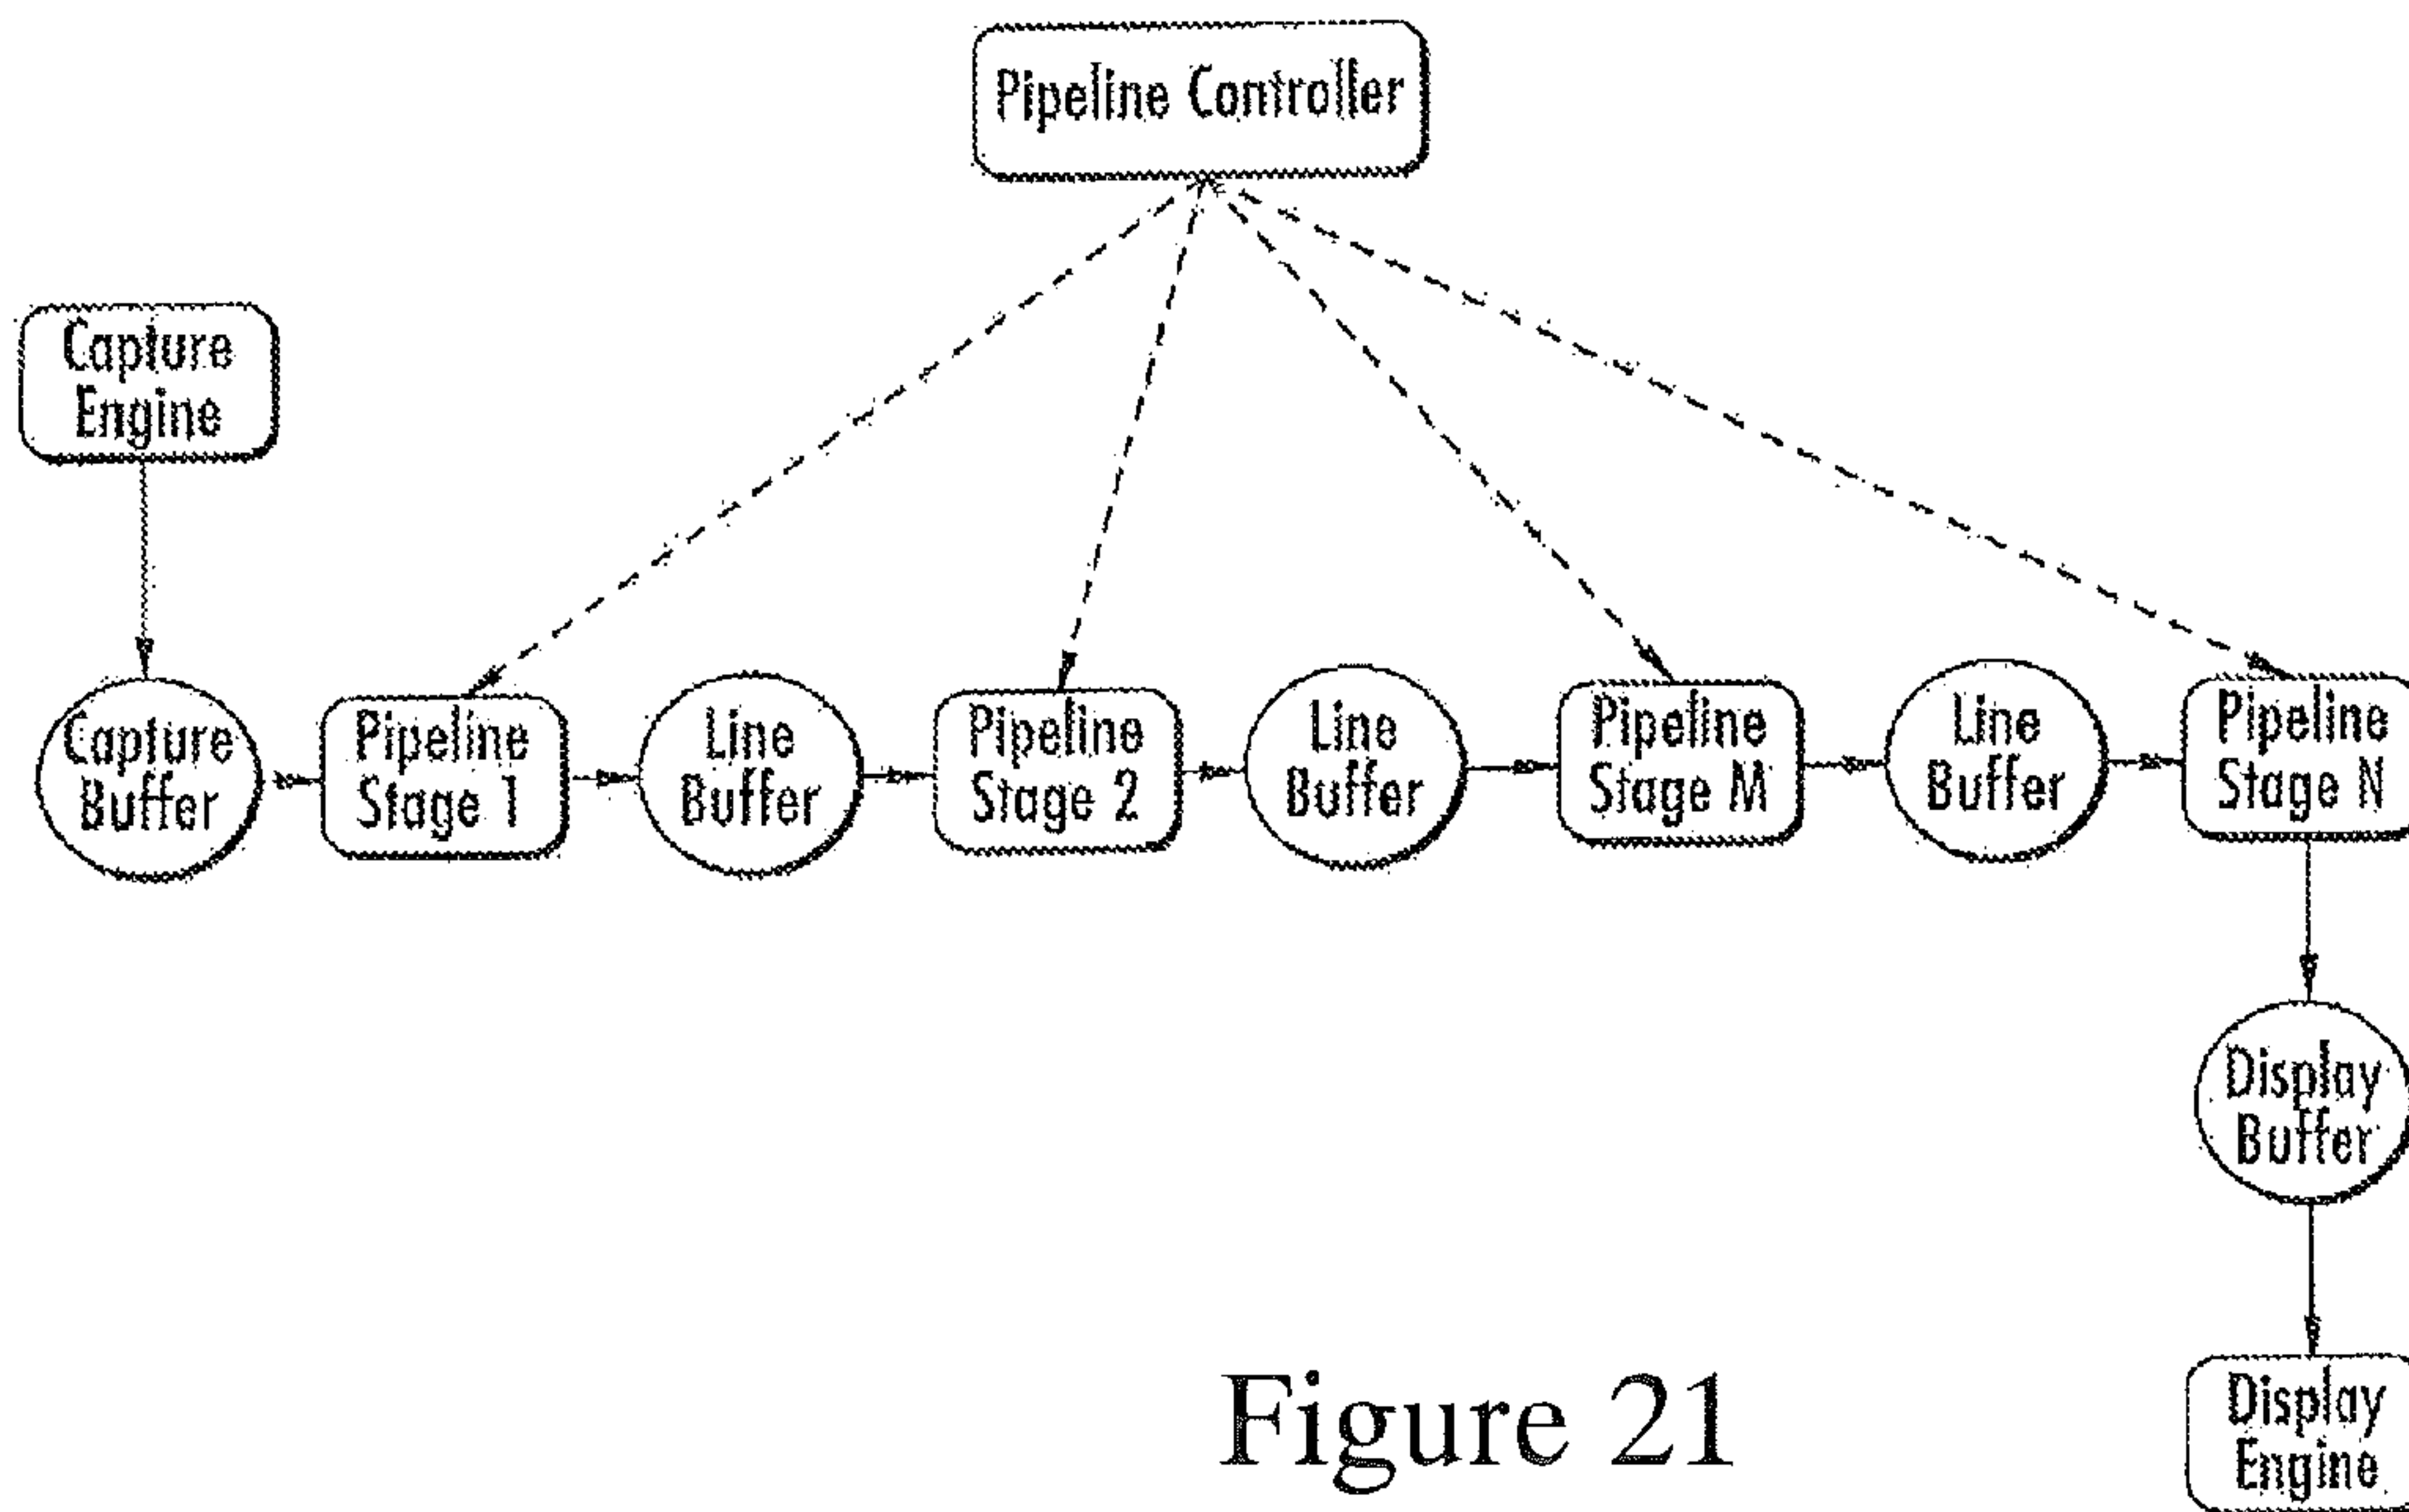 Pipeline Controller
Capture
Engine
Capture
Buffer
Pipeline
Stage 1
Line
Buffer
Pipeline
Stage 2
Line
Buffer
Pipeline
Stage M
Line
Buffer
Pipeline
Stage N
Display
Buffer
Display
Engine
Figure 21